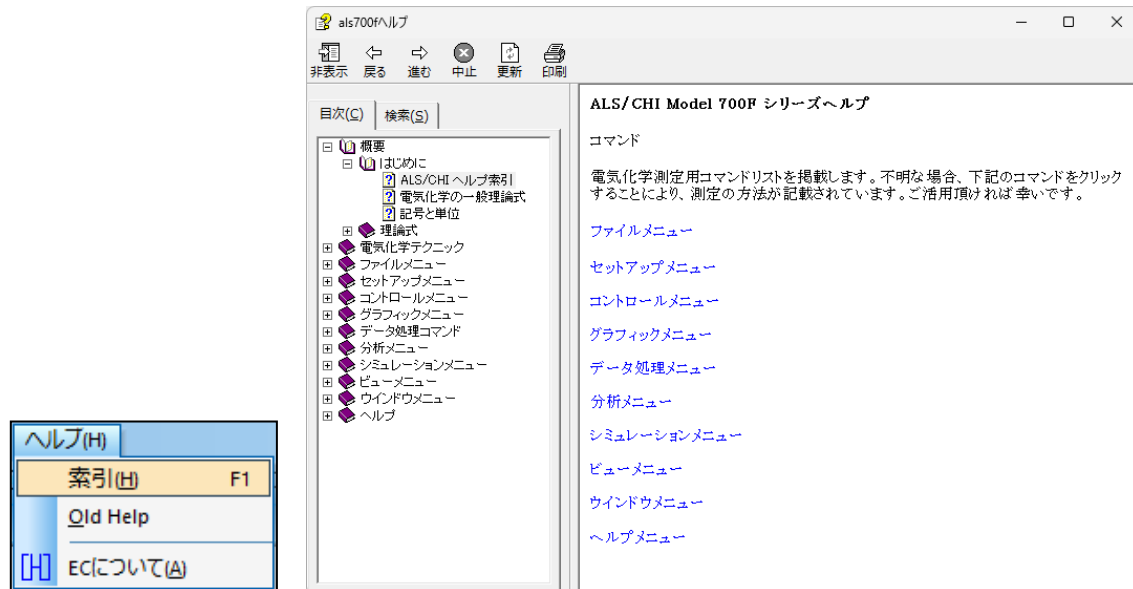 ヘルプ(H)
索引(H) F1
Old Help
ECについて(A)
als700fヘルプ
非表示 戻る 進む 中止 更新 印刷
目次(C) 検索(S)
概要
はじめに
ALS/CHI ヘルプ索引
電気化学の一般理論式
記号と単位
理論式
電気化学テクニック
ファイルメニュー
セットアップメニュー
コントロールメニュー
グラフィックメニュー
データ処理コマンド
分析メニュー
シミュレーションメニュー
ビューメニュー
ウインドウメニュー
ヘルプ
ALS/CHI Model 700F シリーズヘルプ
コマンド
電気化学測定用コマンドリストを掲載します。不明な場合、下記のコマンドをクリック
することにより、測定の方法が記載されています。ご活用頂ければ幸いです。
ファイルメニュー
セットアップメニュー
コントロールメニュー
グラフィックメニュー
データ処理メニュー
分析メニュー
シミュレーションメニュー
ビューメニュー
ウインドウメニュー
ヘルプメニュー